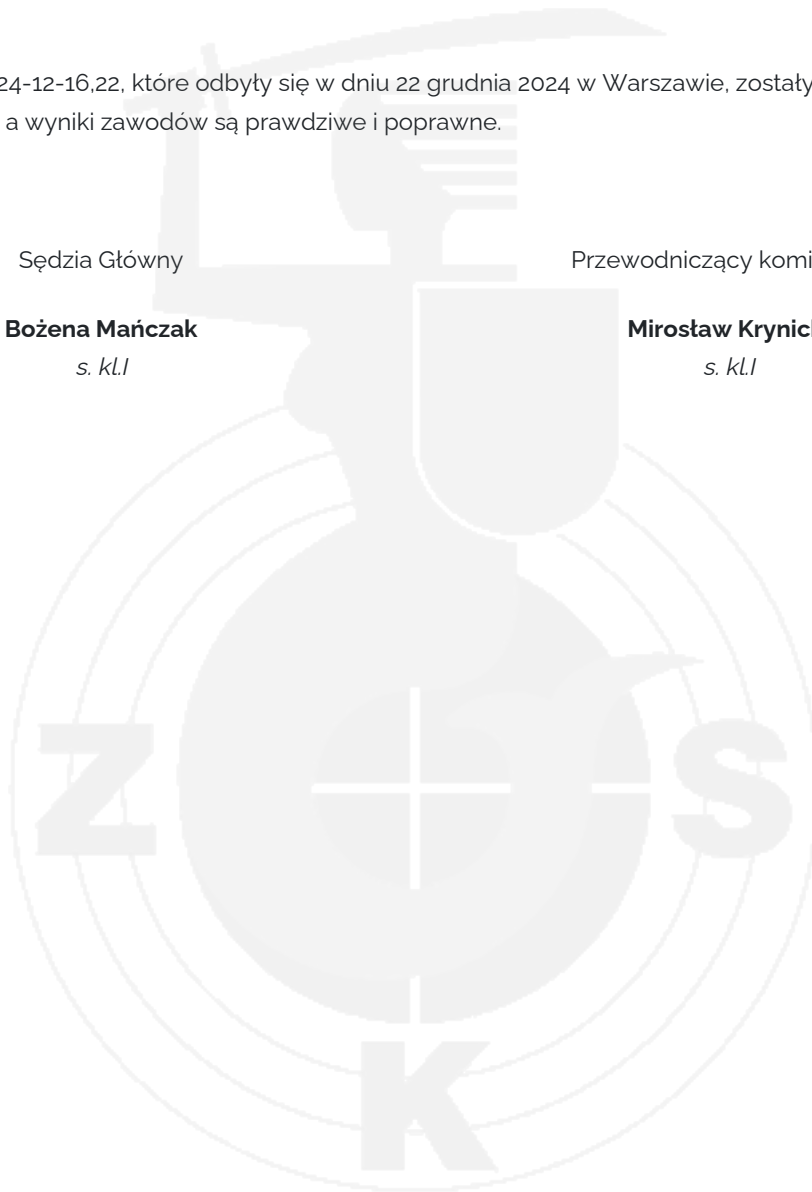 24-12-16,22, które odbyły się w dniu 22 grudnia 2024 w Warszawie, zostały
a wyniki zawodów są prawdziwe i poprawne.
Sędzia Główny
Przewodniczący komi
Bożena Mańczak
Mirosław Krynick
s. kl.I
s. kl.I
Z
S
K